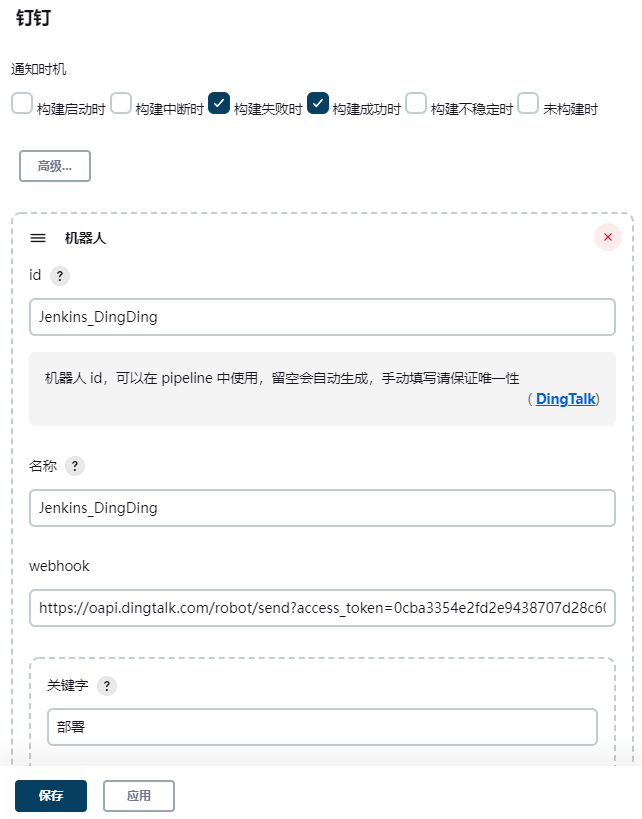 钉钉
通知时机
构建启动时 构建中断时 构建失败时 构建成功时 构建不稳定时 未构建时
高级...
机器人
id ?
Jenkins_DingDing
机器人 id，可以在 pipeline 中使用，留空会自动生成，手动填写请保证唯一性
( DingTalk)
名称 ?
Jenkins_DingDing
webhook
https://oapi.dingtalk.com/robot/send?access_token=0cba3354e2fd2e9438707d28c60
关键字 ?
部署
保存 应用